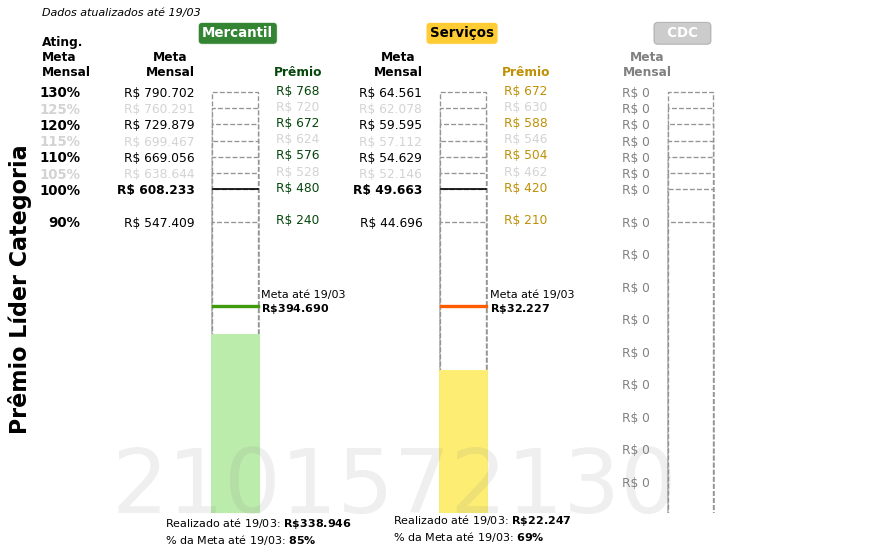 Dados atualizados até 19/03
Mercantil
Serviços
CDC
Ating.
Meta
Mensal
Meta
Mensal
Prêmio
Meta
Mensal
Prêmio
Meta
Mensal
130% R$ 790.702 R$ 768 R$ 64.561 R$ 672 R$ 0
125% R$ 760.291 R$ 720 R$ 62.078 R$ 630 R$ 0
120% R$ 729.879 R$ 672 R$ 59.595 R$ 588 R$ 0
115% R$ 699.467 R$ 624 R$ 57.112 R$ 546 R$ 0
110% R$ 669.056 R$ 576 R$ 54.629 R$ 504 R$ 0
105% R$ 638.644 R$ 528 R$ 52.146 R$ 462 R$ 0
100% R$ 608.233 R$ 480 R$ 49.663 R$ 420 R$ 0
90% R$ 547.409 R$ 240 R$ 44.696 R$ 210 R$ 0
R$ 0
R$ 0
R$ 0
R$ 0
R$ 0
R$ 0
R$ 0
R$ 0
Meta até 19/03
R$394.690
Meta até 19/03
R$32.227
Prêmio Líder Categoria
2101572130
Realizado até 19/03: R$338.946
% da Meta até 19/03: 85%
Realizado até 19/03: R$22.247
% da Meta até 19/03: 69%